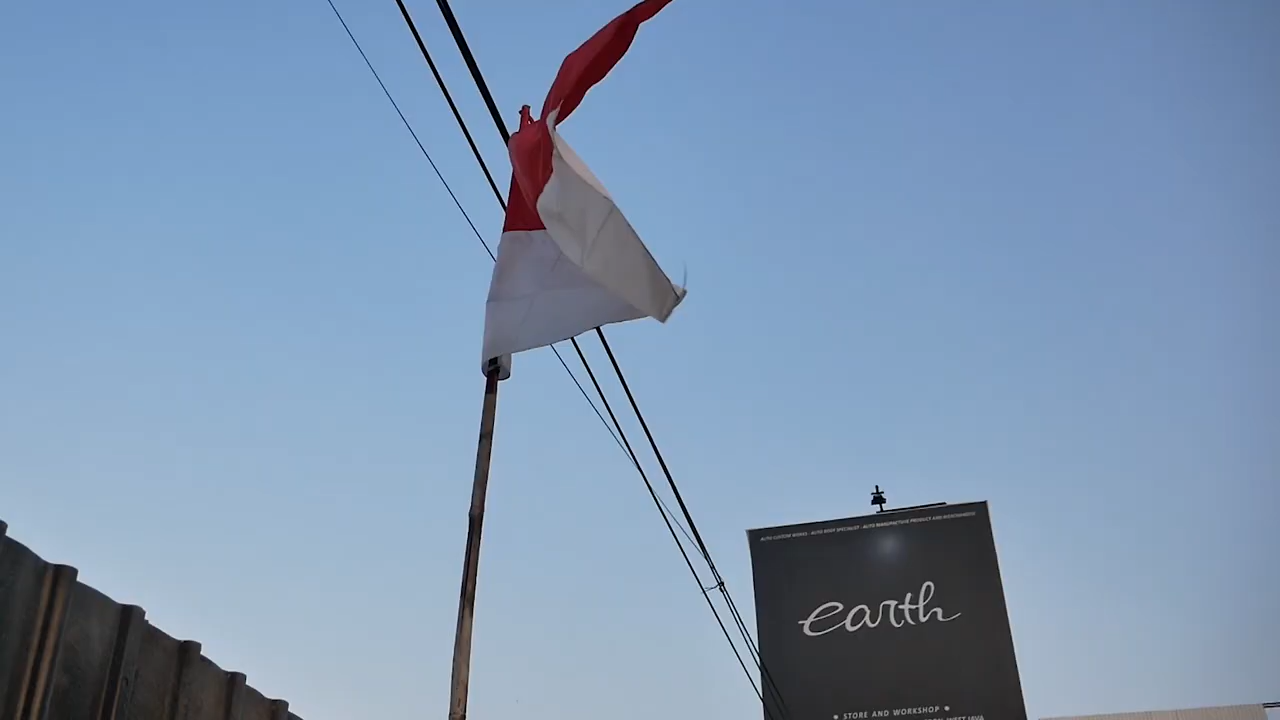 AUTO CUSTOM WORKS - AUTO BODY SPECIALIST - AUTO MANUFACTURE PRODUCT AND MAINTENANCE
earth
• STORE AND WORKSHOP •
WEST JAVA